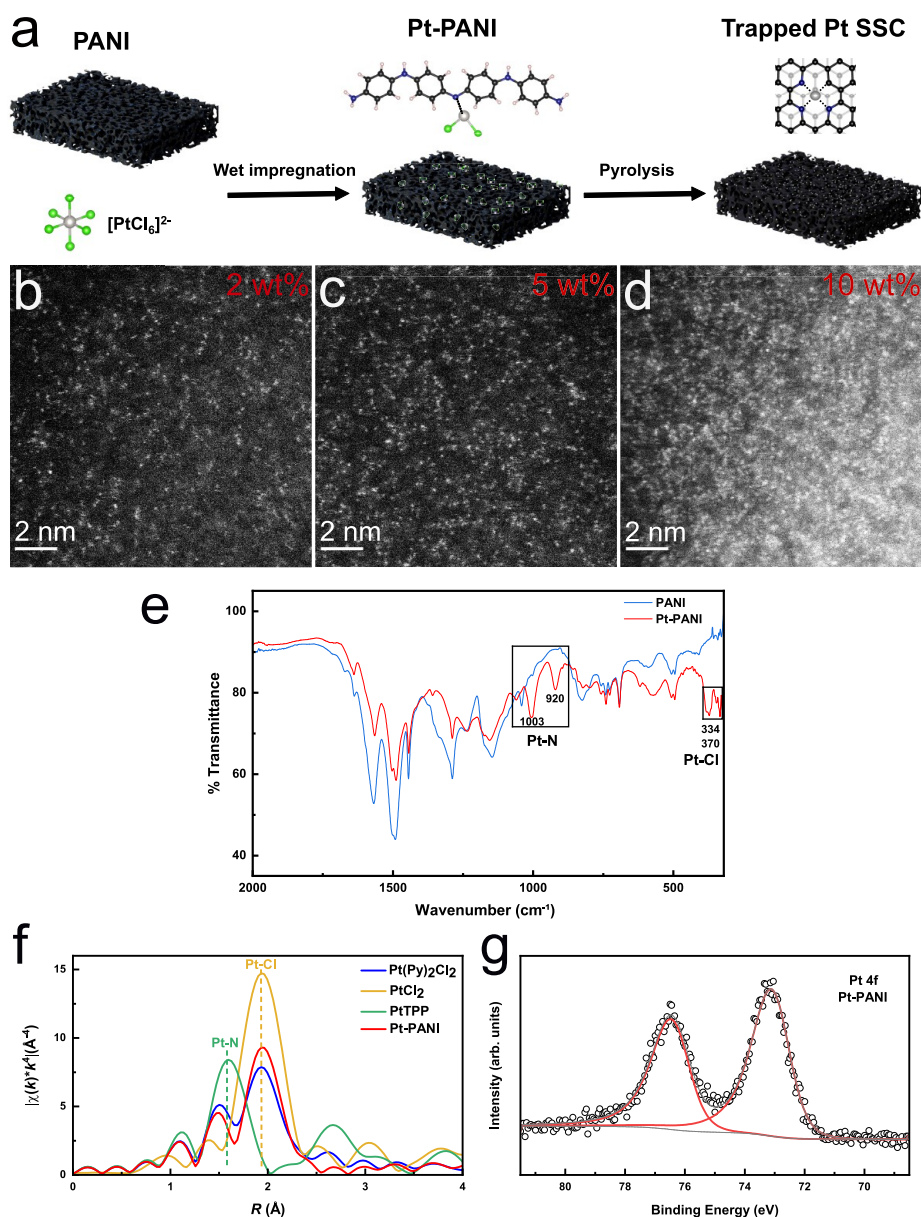 a
PANI
Pt-PANI
Trapped Pt SSC
Wet impregnation
Pyrolysis
[PtCl₆]²⁻
b
2 wt%
c
5 wt%
d
10 wt%
2 nm
2 nm
2 nm
e
100
90
80
70
60
40
% Transmittance
PANI
Pt-PANI
1003
920
Pt-N
334
370
Pt-Cl
2000
1500
1000
500
Wavenumber (cm⁻¹)
f
15
10
5
0
|χ(k)*K⁴|(Å⁻⁴)
Pt-Cl
Pt-N
Pt(Py)₂Cl₂
PtCl₂
PtTPP
Pt-PANI
0
1
2
3
4
R (Å)
g
Pt 4f
Pt-PANI
Intensity (arb. units)
80
78
76
74
72
70
Binding Energy (eV)